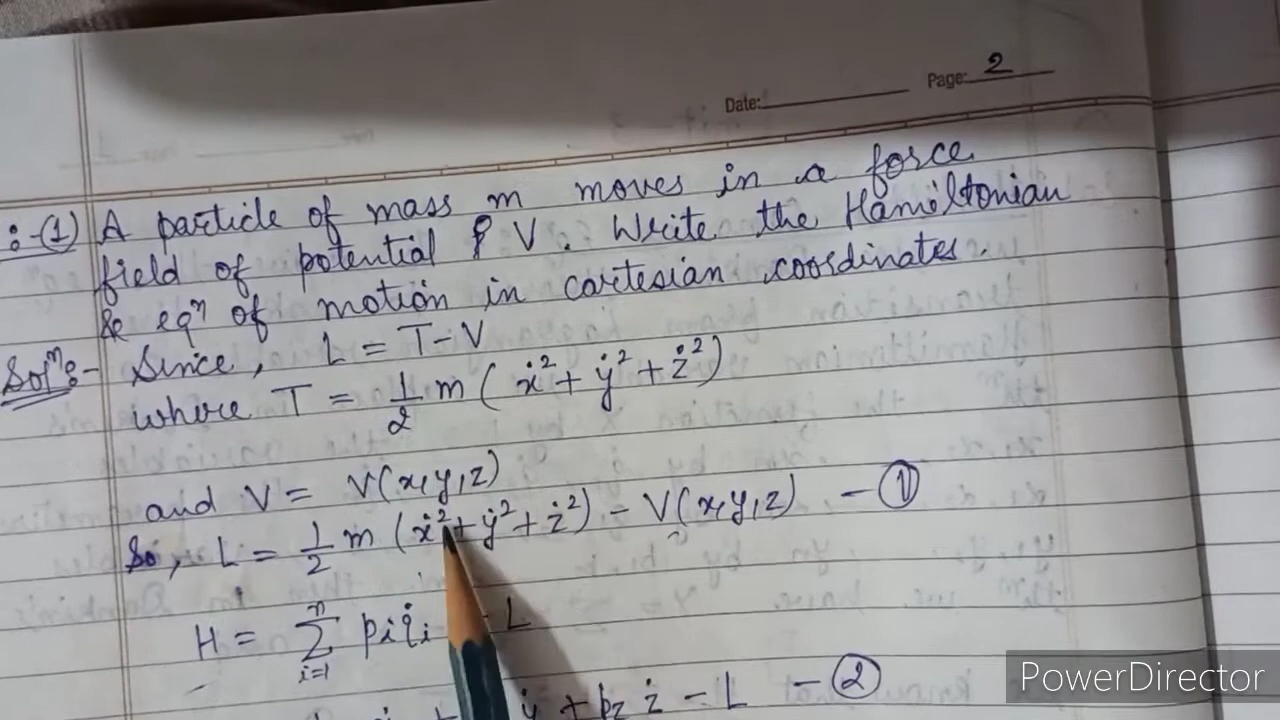 Date: Page: 2
:-(1) A particle of mass m moves in a force
field of potential V. Write the Hamiltonian
& eqⁿ of motion in cartesian coordinates.
Solⁿ:- Since, L = T-V
where T = 1/2 m (ẋ² + ẏ² + ż²)
and V = V(x,y,z)
So, L = 1/2 m (ẋ² + ẏ² + ż²) - V(x,y,z) - ①
H = Σ_{i=1}^{n} pᵢq̇ᵢ - L
ẏ + p_z ż - L - ②
PowerDirector